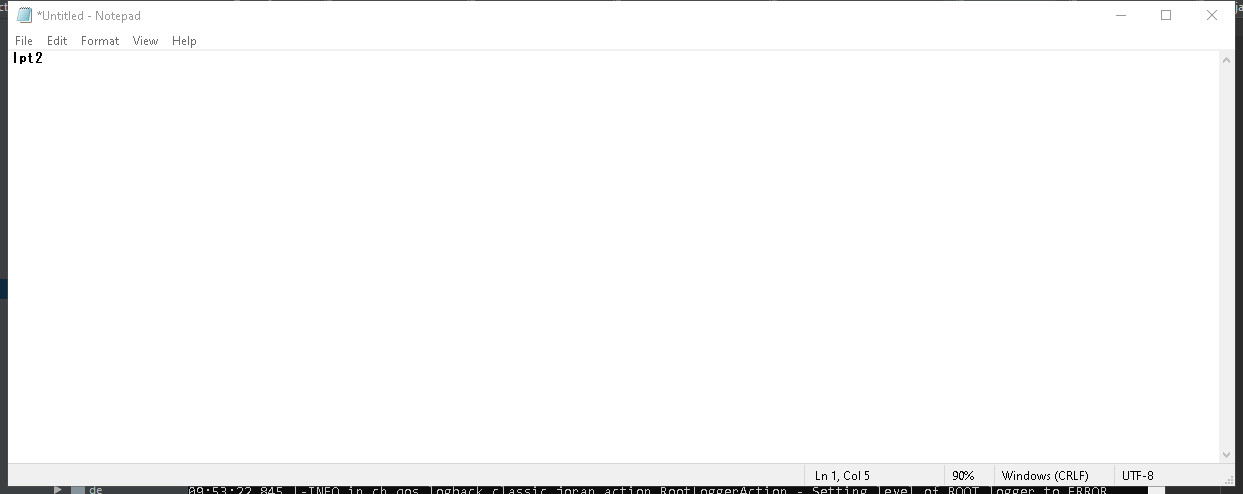 *Untitled - Notepad
File Edit Format View Help
lpt2
Ln 1, Col 5 90% Windows (CRLF) UTF-8
de 09:53:22,845 |-INFO in ch.qos.logback.classic.joran.action.RootLoggerAction - Setting level of ROOT logger to ERROR